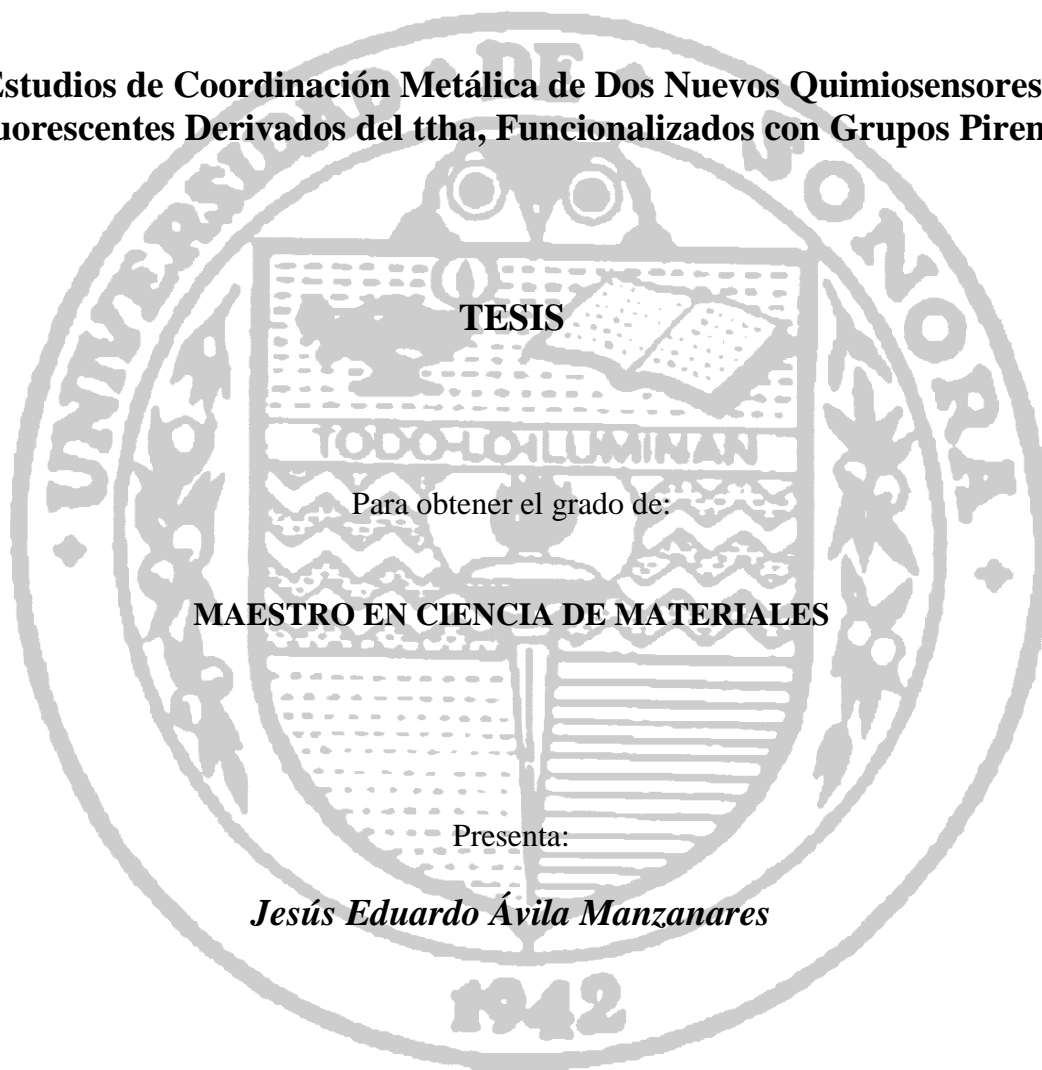 Estudios de Coordinación Metálica de Dos Nuevos Quimiosensores
Derivados del ttha, Funcionalizados con Grupos
UNIVERSIDAD DE SONORA
TESIS
TODO-LO-ILUMINAN
Para obtener el grado de:
MAESTRO EN CIENCIA DE MATERIALES
Presenta:
Jesús Eduardo Ávila Manzanares
1942